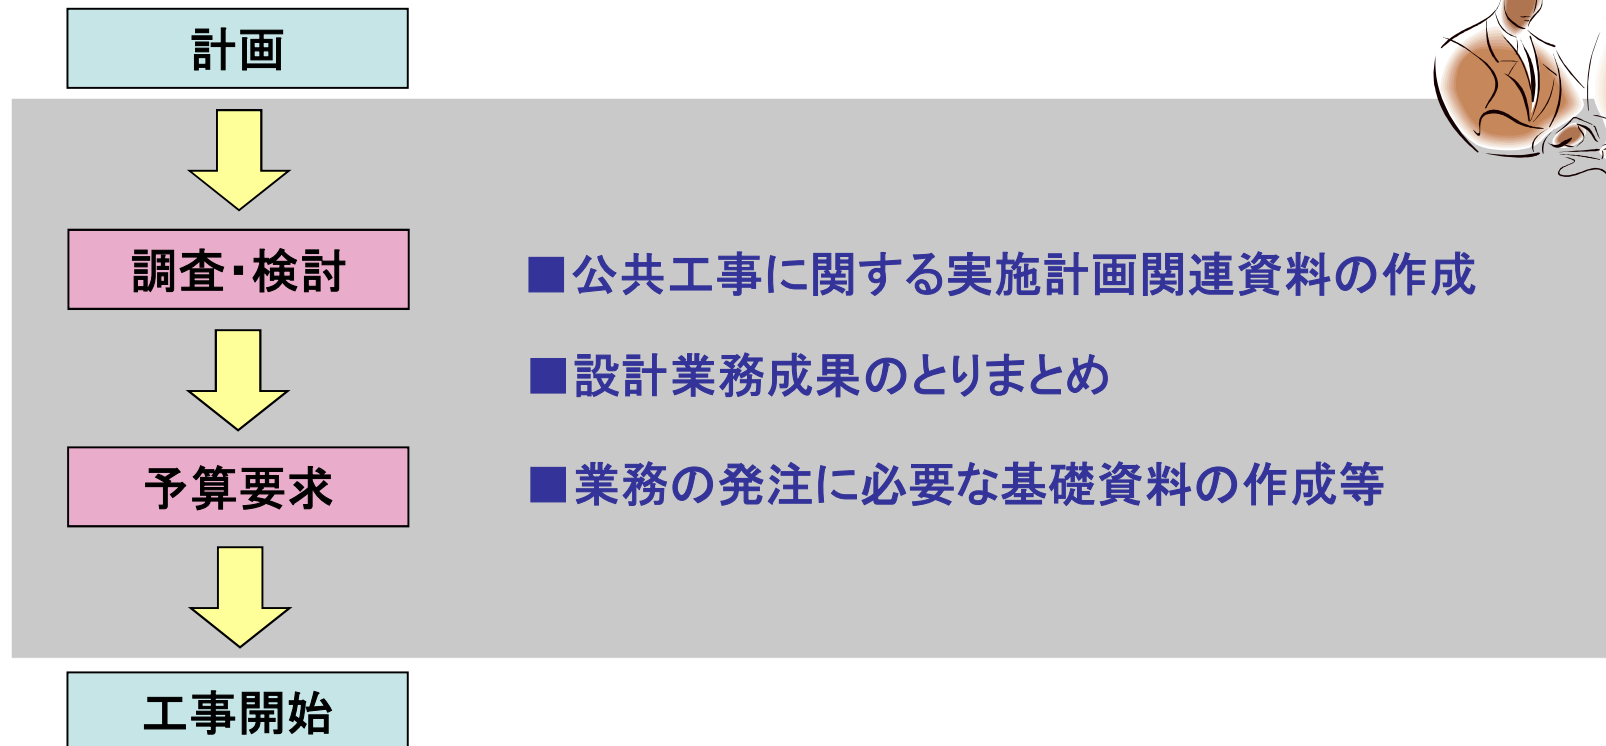 計画
調査・検討
■公共工事に関する実施計画関連資料の作成
■設計業務成果のとりまとめ
予算要求
■業務の発注に必要な基礎資料の作成等
工事開始